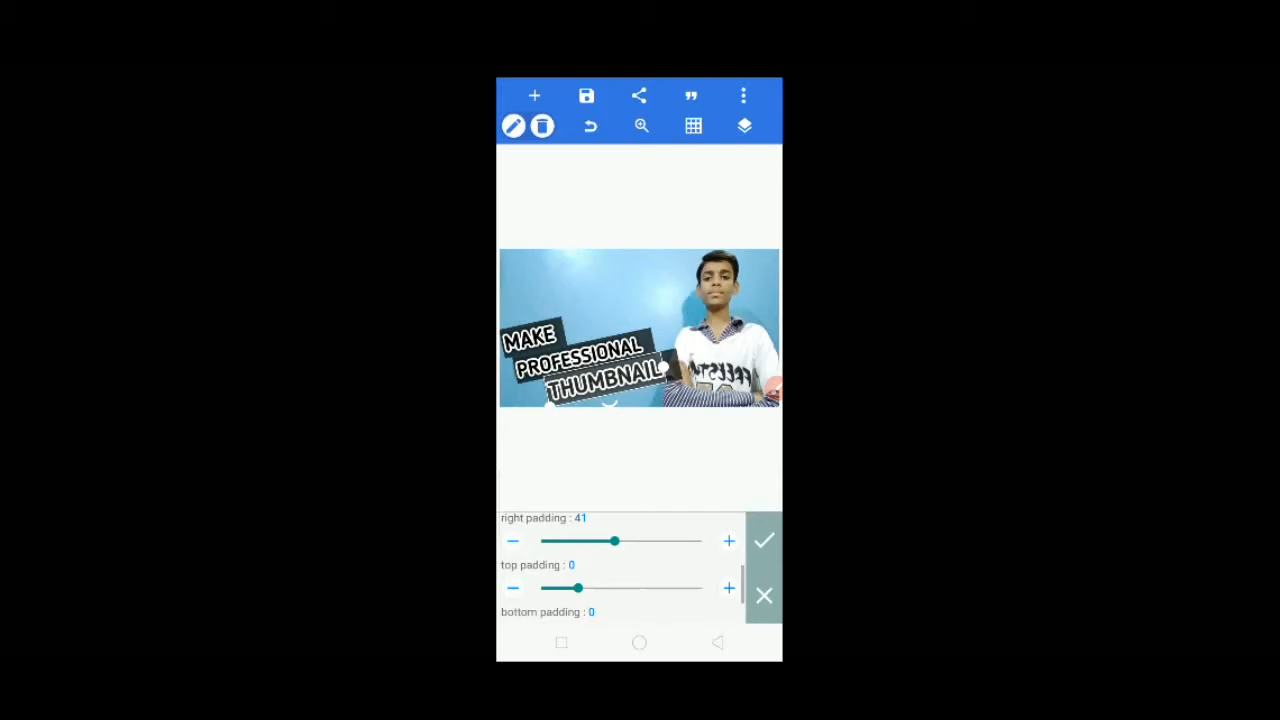 MAKE
PROFESSIONAL
THUMBNAIL
right padding : 41
top padding : 0
bottom padding : 0